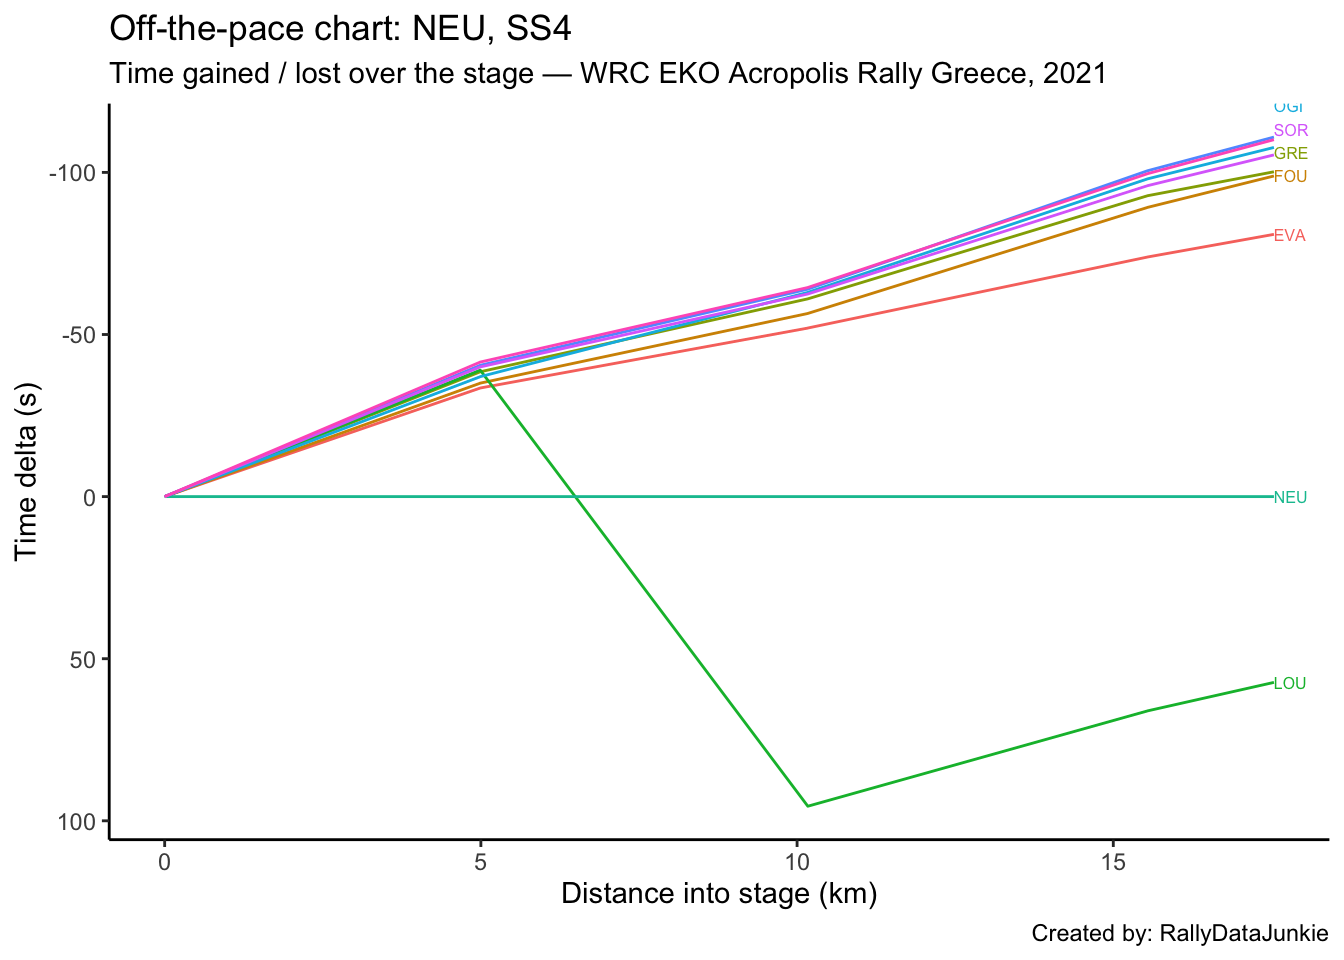 Off-the-pace chart: NEU, SS4
Time gained / lost over the stage — WRC EKO Acropolis Rally Greece, 2021
OGI
SOR
GRE
FOU
EVA
NEU
LOU
-100
-50
0
50
100
Time delta (s)
0 5 10 15
Distance into stage (km)
Created by: RallyDataJunkie